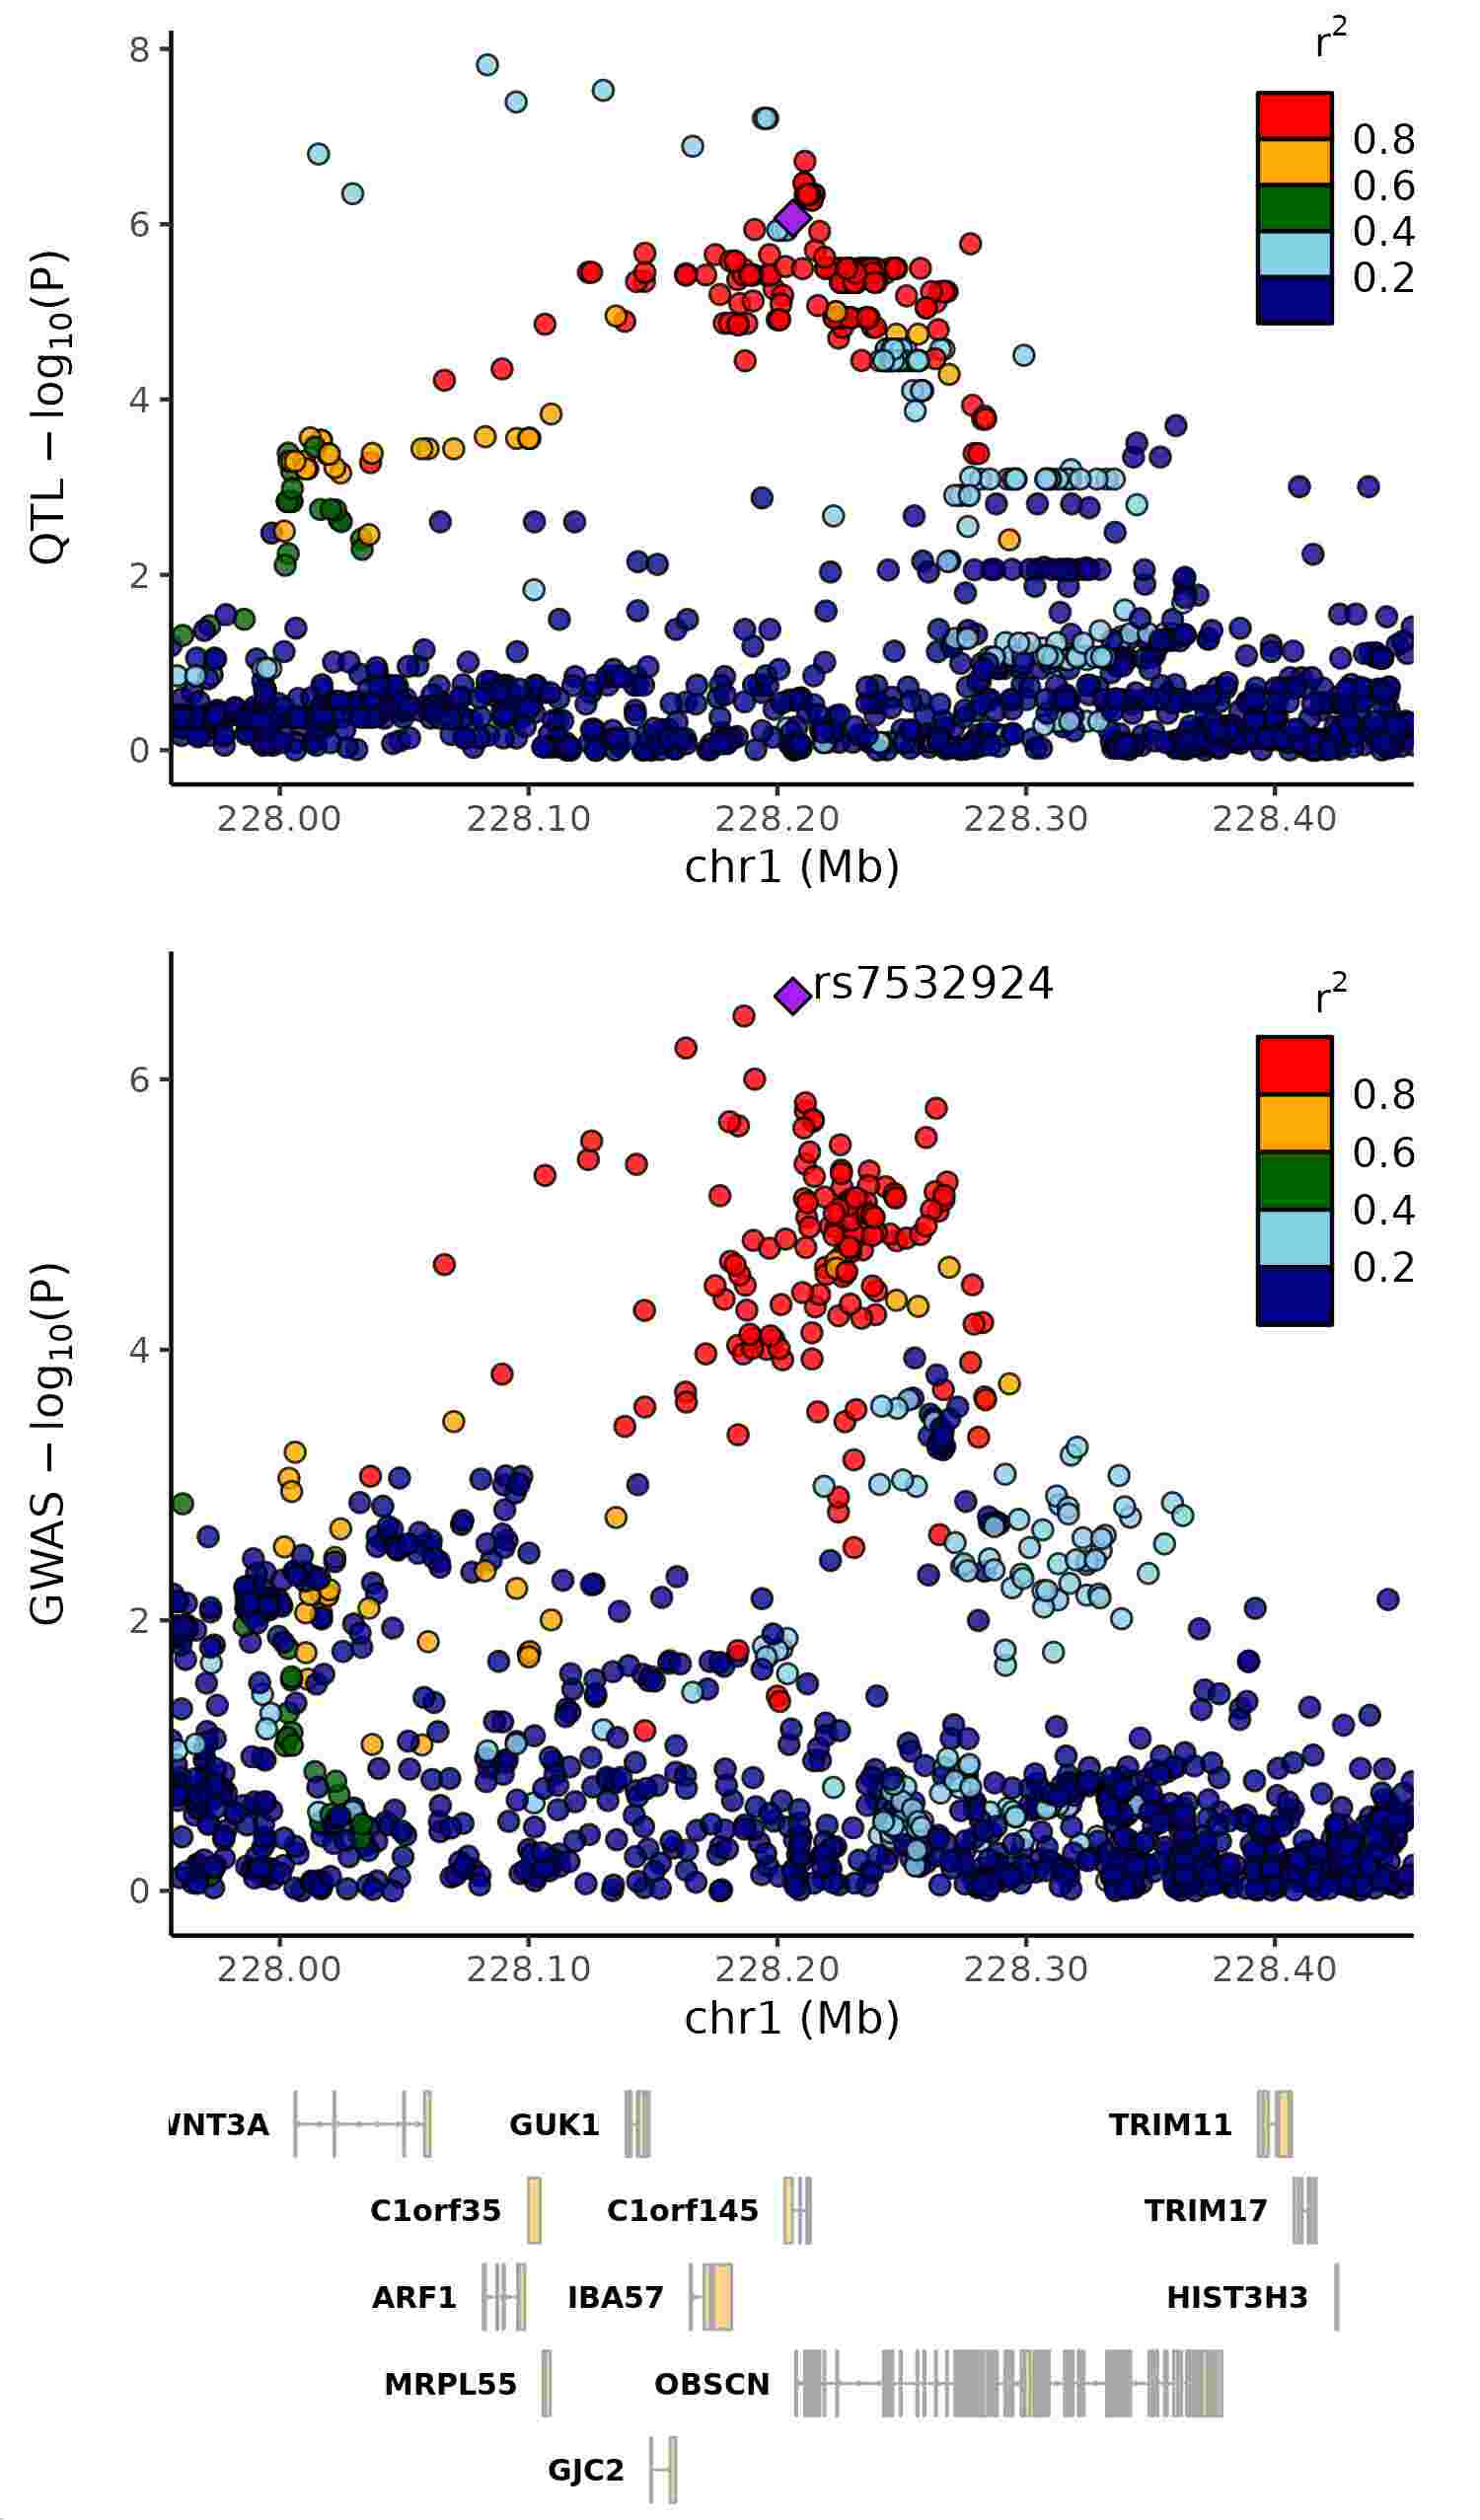 r²
8
6
4
2
0
QTL − log₁₀(P)
0.8
0.6
0.4
0.2
228.00 228.10 228.20 228.30 228.40
chr1 (Mb)
rs7532924
r²
6
4
2
0
GWAS − log₁₀(P)
0.8
0.6
0.4
0.2
228.00 228.10 228.20 228.30 228.40
chr1 (Mb)
WNT3A GUK1 TRIM11
C1orf35 C1orf145 TRIM17
ARF1 IBA57 HIST3H3
MRPL55 OBSCN
GJC2